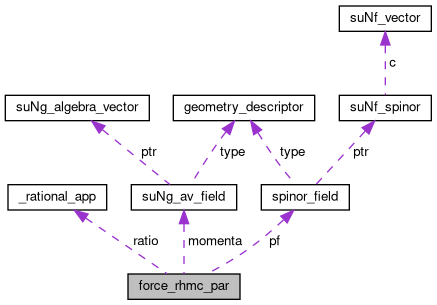 suNf_vector
c
suNg_algebra_vector
geometry_descriptor
suNf_spinor
ptr
type
type
ptr
_rational_app
suNg_av_field
spinor_field
ratio
momenta
pf
force_rhmc_par